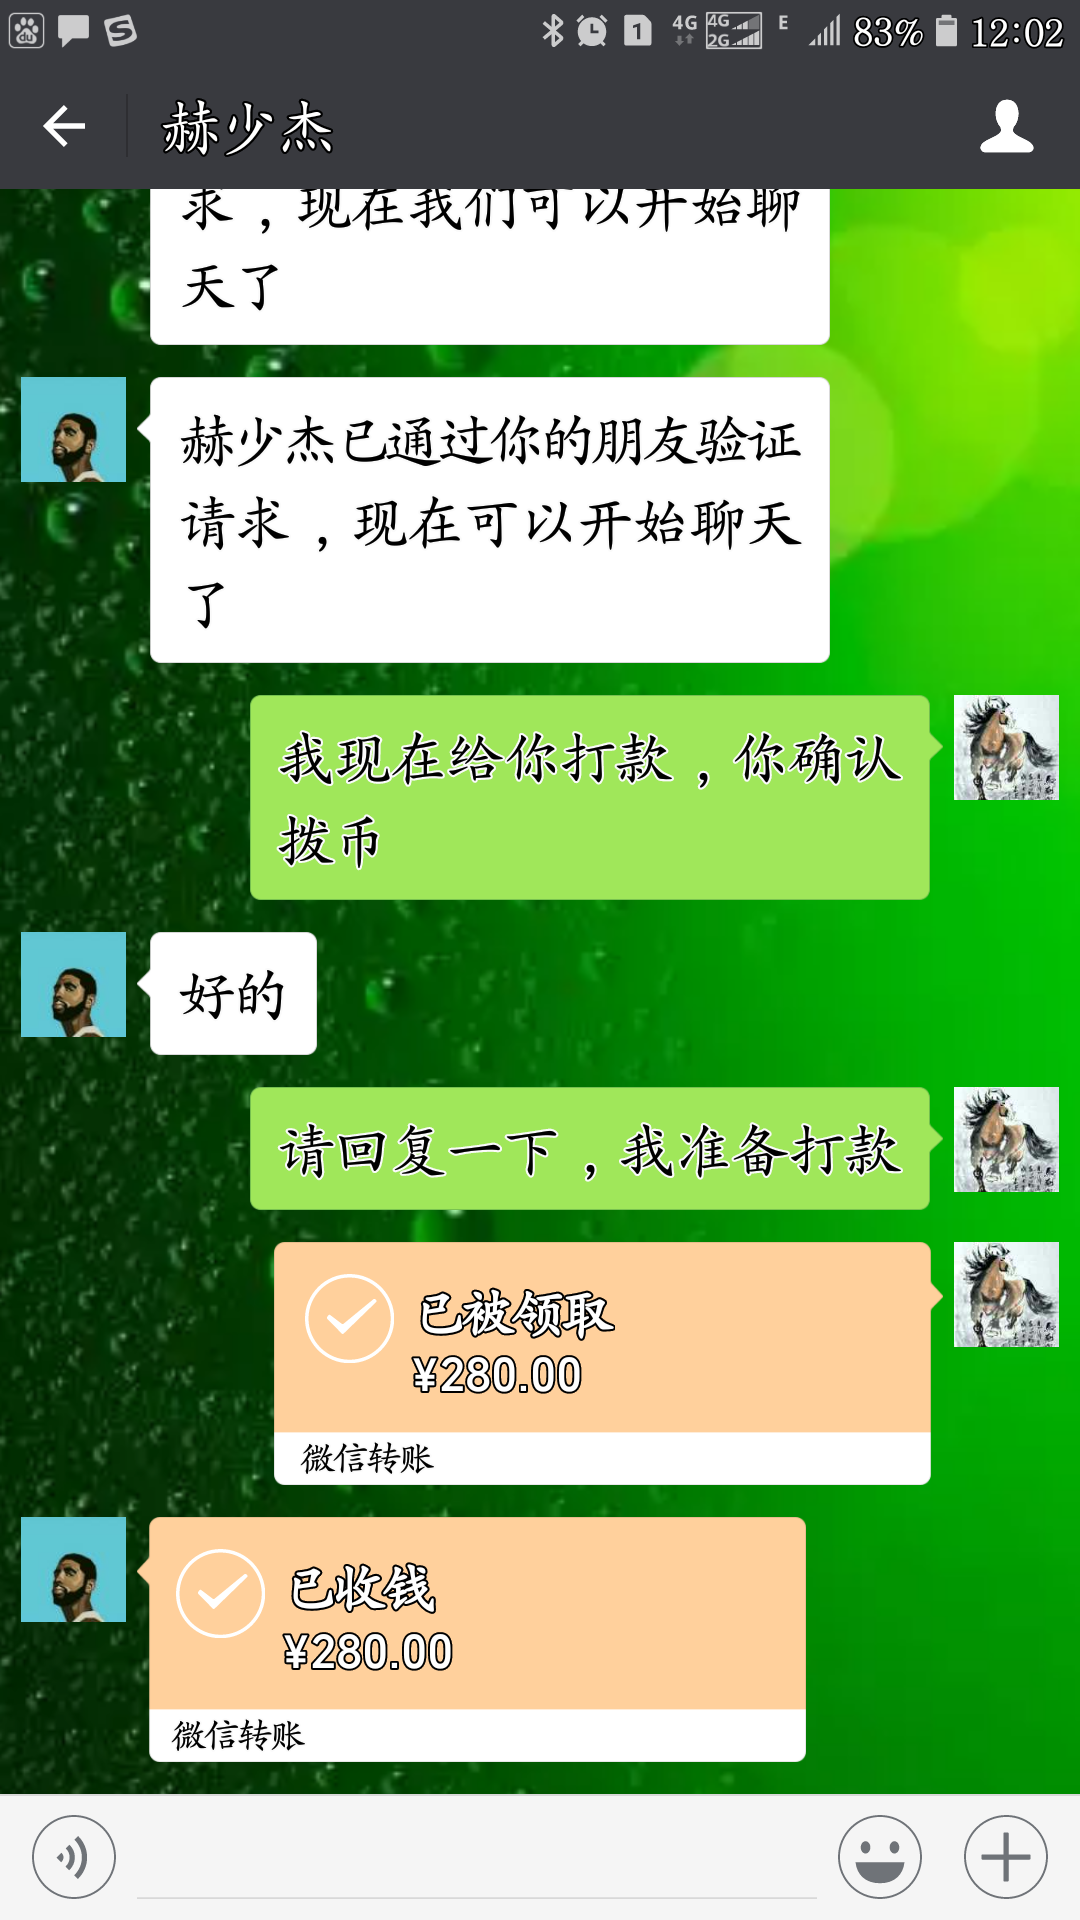 1 4G 4G 2G E 83% 12:02
赫少杰
求，现在我们可以开始聊
天了
赫少杰已通过你的朋友验证
请求，现在可以开始聊天
了
我现在给你打款，你确认
拨币
好的
请回复一下，我准备打款
已被领取
¥280.00
微信转账
已收钱
¥280.00
微信转账